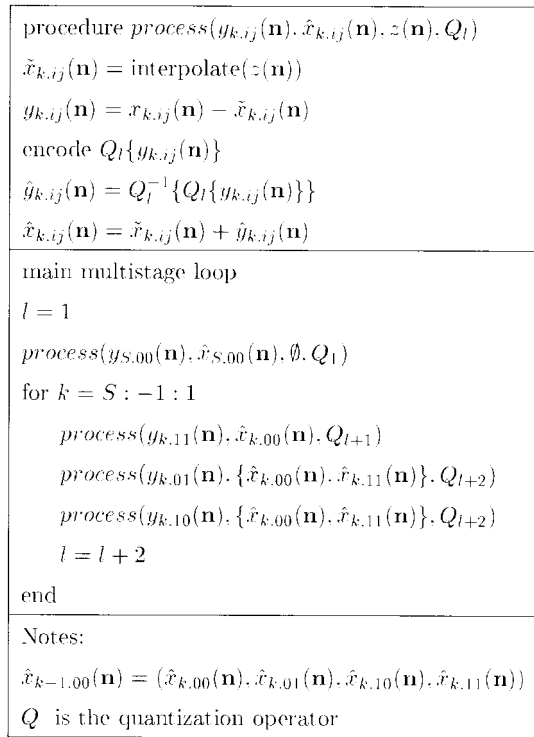 procedure process(y_{k,ij}(n), x̂_{k,ij}(n), z(n), Q_l)
x̃_{k,ij}(n) = interpolate(z(n))
y_{k,ij}(n) = x_{k,ij}(n) − x̃_{k,ij}(n)
encode Q_l{y_{k,ij}(n)}
ŷ_{k,ij}(n) = Q_l^{-1}{Q_l{y_{k,ij}(n)}}
x̂_{k,ij}(n) = x̃_{k,ij}(n) + ŷ_{k,ij}(n)
main multistage loop
l = 1
process(y_{S,00}(n), x̂_{S,00}(n), ∅, Q_1)
for k = S : −1 : 1
process(y_{k,11}(n), x̂_{k,00}(n), Q_{l+1})
process(y_{k,01}(n), {x̂_{k,00}(n), x̂_{k,11}(n)}, Q_{l+2})
process(y_{k,10}(n), {x̂_{k,00}(n), x̂_{k,11}(n)}, Q_{l+2})
l = l + 2
end
Notes:
x̂_{k−1,00}(n) = (x̂_{k,00}(n), x̂_{k,01}(n), x̂_{k,10}(n), x̂_{k,11}(n))
Q is the quantization operator